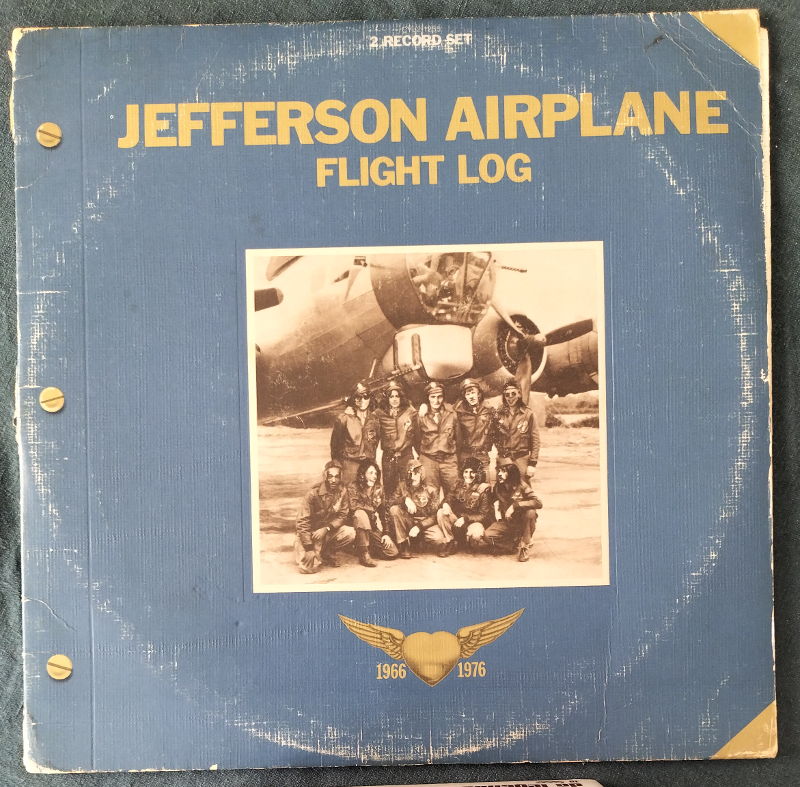 2 RECORD SET
JEFFERSON AIRPLANE
FLIGHT LOG
1966 1976